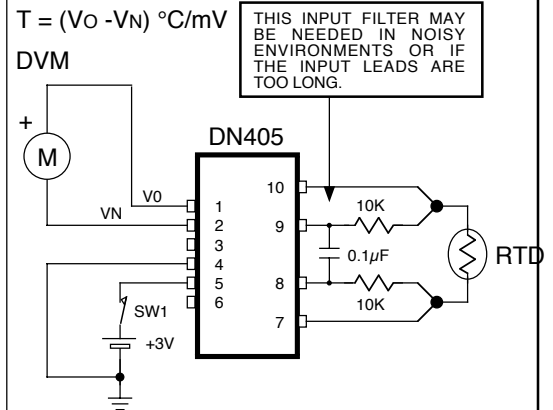 T = (VO -VN) °C/mV
THIS INPUT FILTER MAY
BE NEEDED IN NOISY
ENVIRONMENTS OR IF
THE INPUT LEADS ARE
TOO LONG.
DVM
DN405
+
M
V0
VN
1
2
3
4
5
6
10
9
8
7
10K
0.1µF
10K
RTD
SW1
+3V